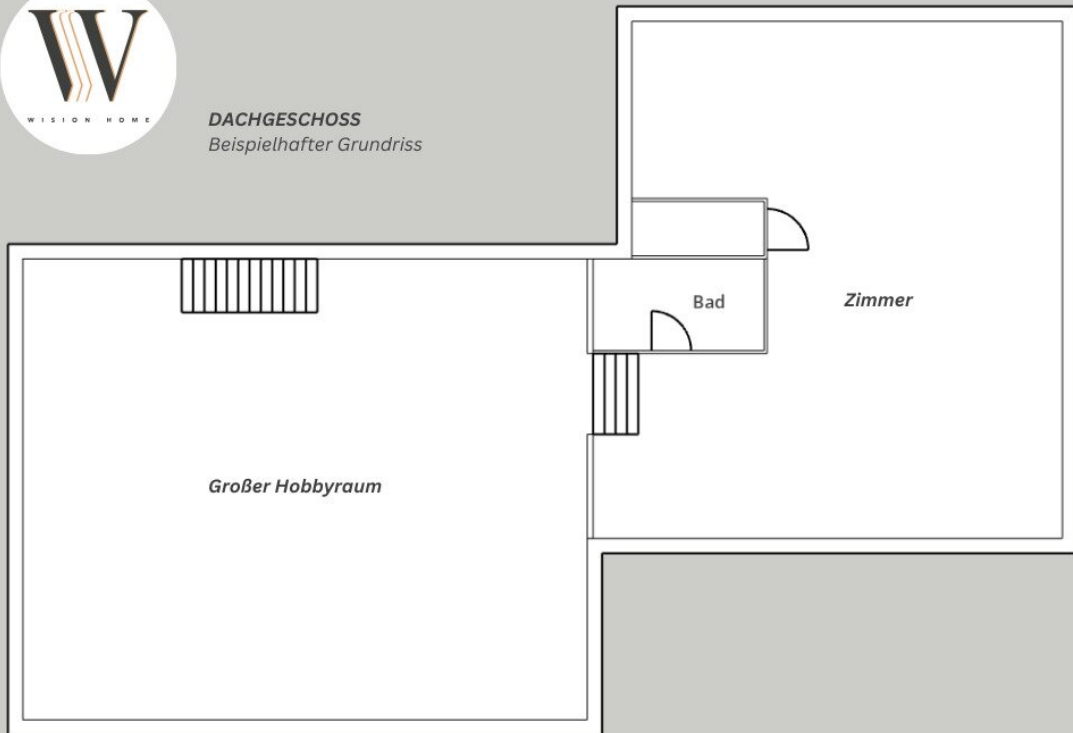 WISION HOME
DACHGESCHOSS
Beispielhafter Grundriss
Bad
Zimmer
Großer Hobbyraum